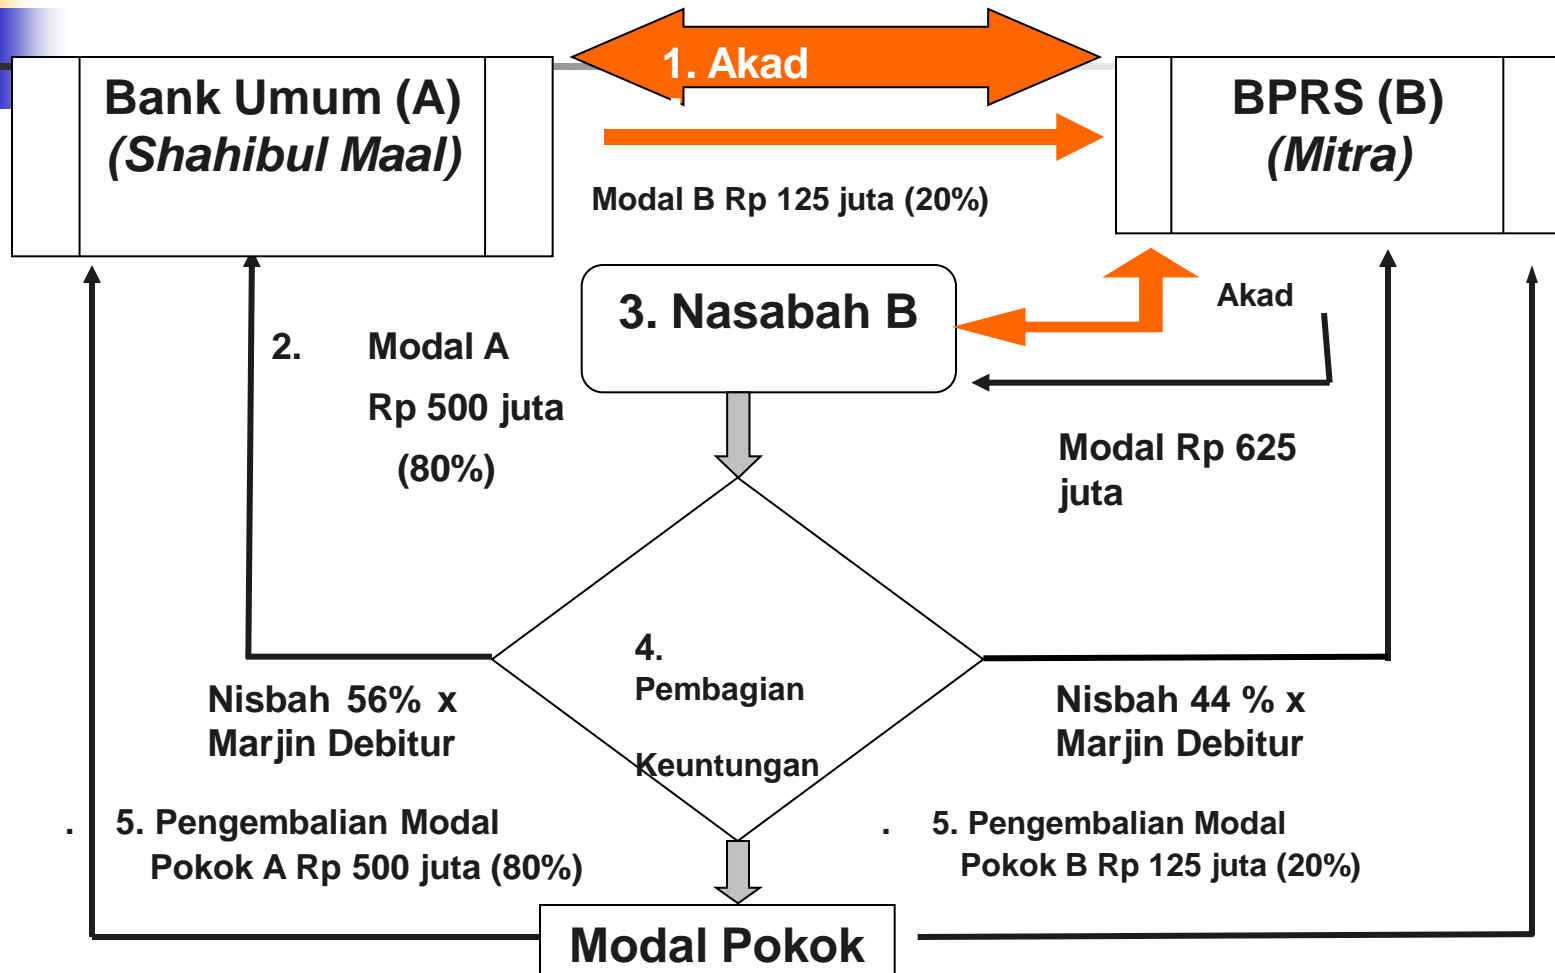 1. Akad
Bank Umum (A)
(Shahibul Maal)
BPRS (B)
(Mitra)
Modal B Rp 125 juta (20%)
3. Nasabah B
Akad
2. Modal A
Rp 500 juta
(80%)
Modal Rp 625
juta
4.
Pembagian
Keuntungan
Nisbah 56% x
Marjin Debitur
Nisbah 44 % x
Marjin Debitur
. 5. Pengembalian Modal
Pokok A Rp 500 juta (80%)
. 5. Pengembalian Modal
Pokok B Rp 125 juta (20%)
Modal Pokok